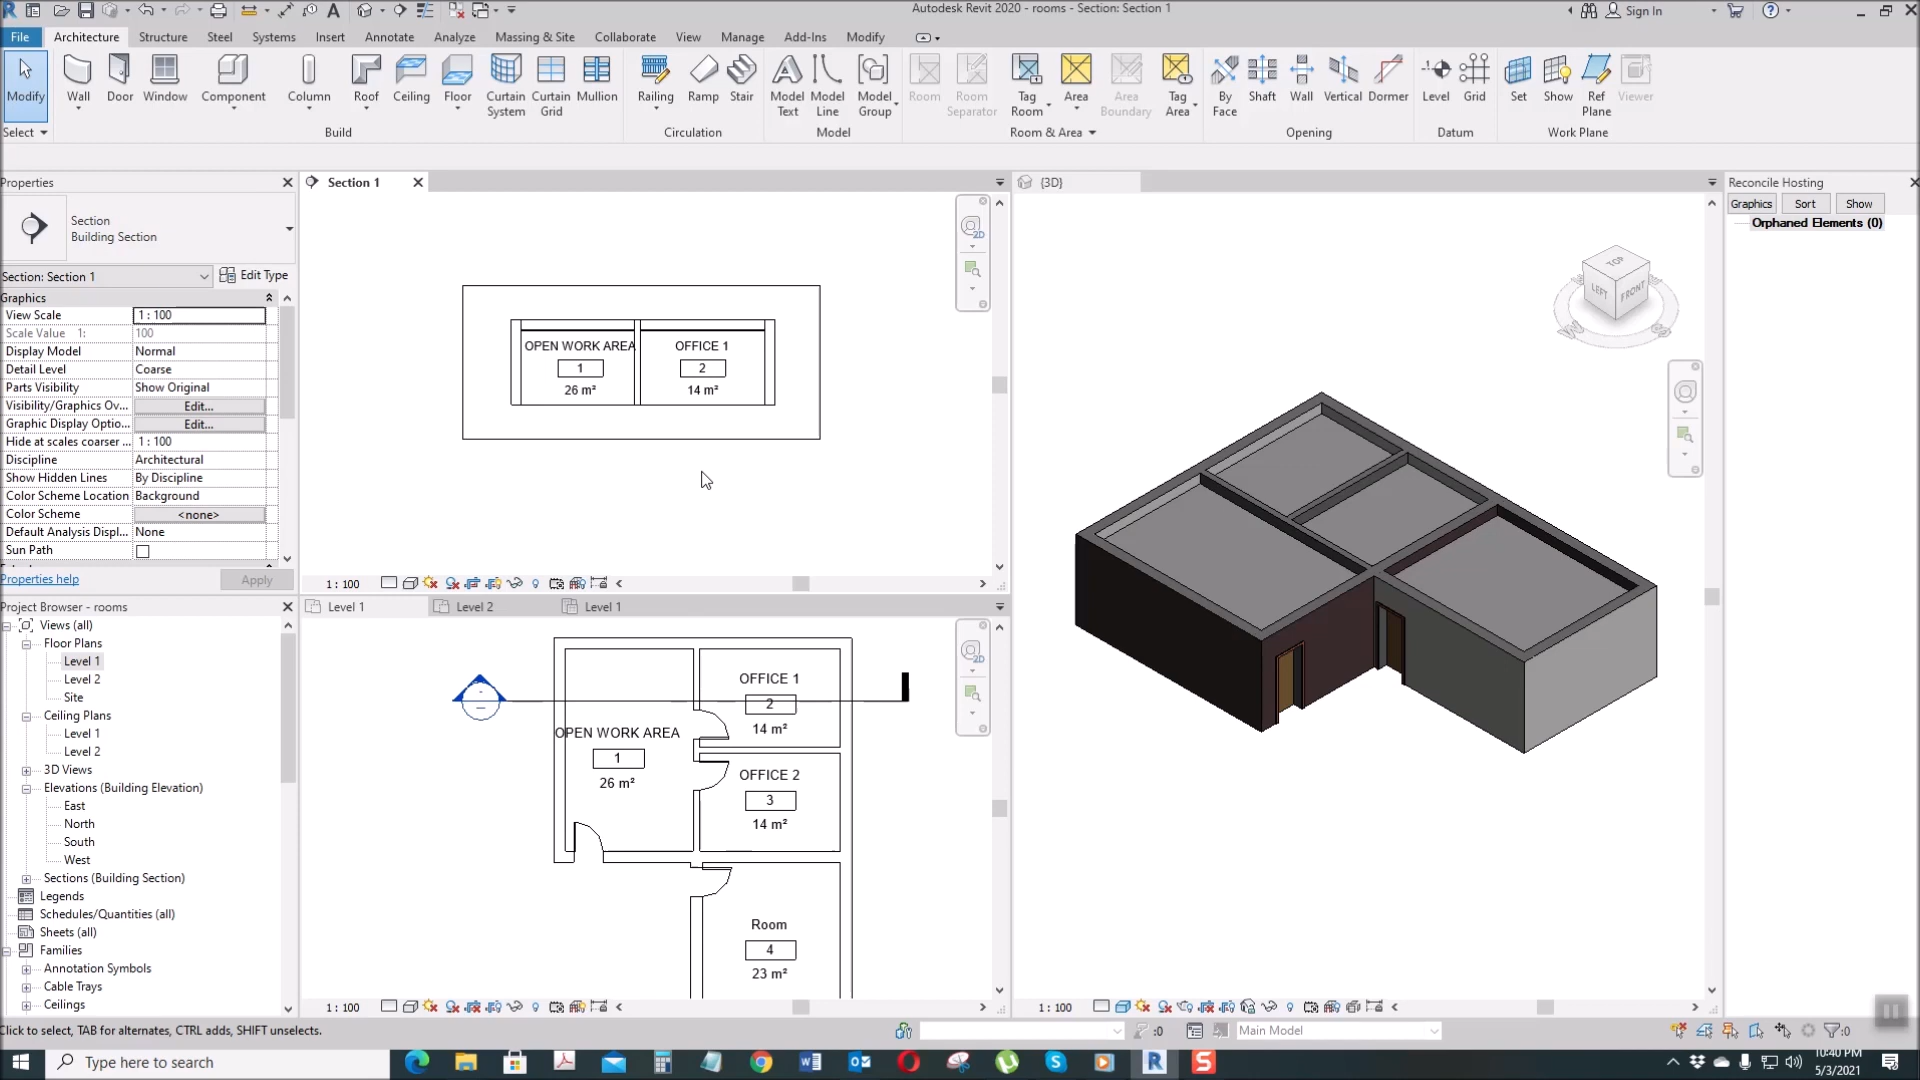 Autodesk Revit 2020 - rooms - Section: Section 1
Sign In
File Architecture Structure Steel Systems Insert Annotate Analyze Massing & Site Collaborate View Manage Add-Ins Modify
Modify
Wall
Door
Window
Component
Column
Roof
Ceiling
Floor
Curtain System
Curtain Grid
Mullion
Railing
Ramp
Stair
Model Text
Model Line
Model Group
Room
Room Separator
Tag Room
Area
Area Boundary
Tag Area
By Face
Shaft
Wall
Vertical
Dormer
Level
Grid
Set
Show
Ref Plane
Viewer
Select
Build
Circulation
Model
Room & Area
Opening
Datum
Work Plane
Properties
Section
Building Section
Section: Section 1
Edit Type
Graphics
View Scale 1 : 100
Scale Value 1: 100
Display Model Normal
Detail Level Coarse
Parts Visibility Show Original
Visibility/Graphics Ov... Edit...
Graphic Display Optio... Edit...
Hide at scales coarser ... 1 : 100
Discipline Architectural
Show Hidden Lines By Discipline
Color Scheme Location Background
Color Scheme <none>
Default Analysis Displ... None
Sun Path
Properties help
Apply
Project Browser - rooms
Views (all)
Floor Plans
Level 1
Level 2
Site
Ceiling Plans
Level 1
Level 2
3D Views
Elevations (Building Elevation)
East
North
South
West
Sections (Building Section)
Legends
Schedules/Quantities (all)
Sheets (all)
Families
Annotation Symbols
Cable Trays
Ceilings
Section 1
2D
OPEN WORK AREA
1
26 m²
OFFICE 1
2
14 m²
1 : 100
Level 1
Level 2
Level 1
2D
OFFICE 1
2
14 m²
OPEN WORK AREA
1
26 m²
OFFICE 2
3
14 m²
Room
4
23 m²
1 : 100
{3D}
TOP
LEFT
FRONT
W
S
1 : 100
Reconcile Hosting
Graphics
Sort
Show
Orphaned Elements (0)
Click to select, TAB for alternates, CTRL adds, SHIFT unselects.
:0
Main Model
:0
Type here to search
10:40 PM
5/3/2021